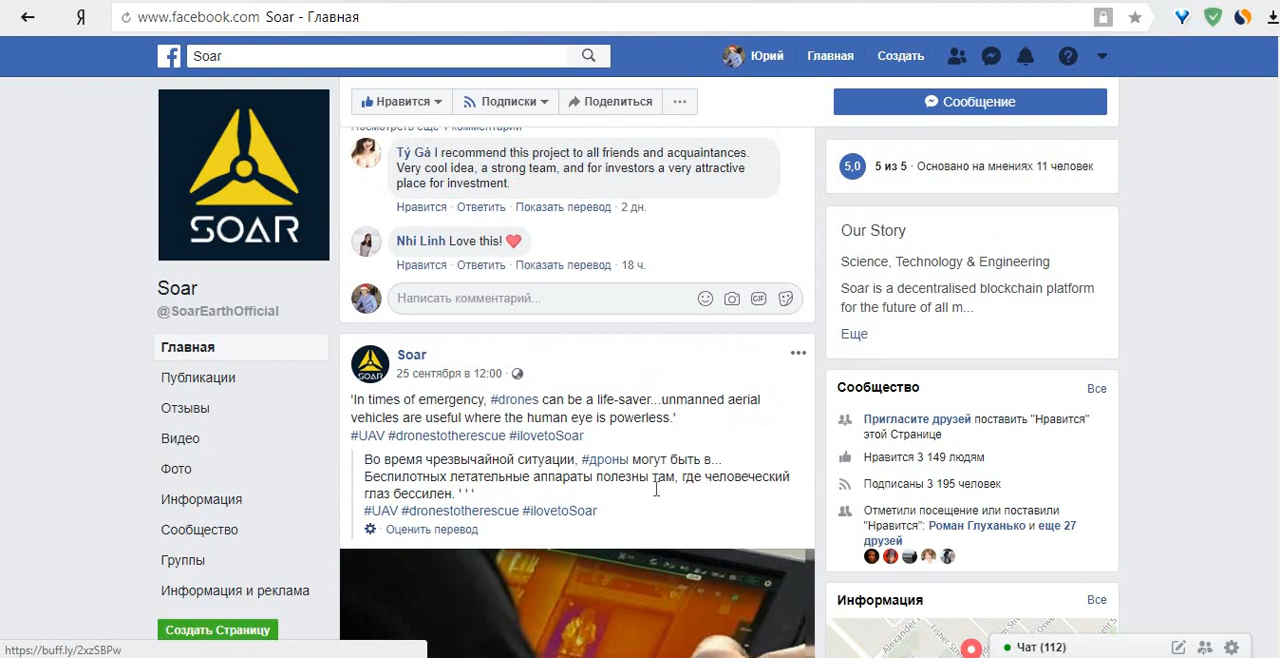 www.facebook.com Soar - Главная
Soar
Юрий
Главная
Создать
SOAR
Soar
@SoarEarthOfficial
Главная
Публикации
Отзывы
Видео
Фото
Информация
Сообщество
Группы
Информация и реклама
Создать Страницу
https://buff.ly/2xzSBPw
Нравится
Подписки
Поделиться
Посмотреть еще 1 комментарий
Tý Gà I recommend this project to all friends and acquaintances.
Very cool idea, a strong team, and for investors a very attractive
place for investment.
Нравится · Ответить · Показать перевод · 2 дн.
Nhi Linh Love this!
Нравится · Ответить · Показать перевод · 18 ч.
Написать комментарий...
GIF
SOAR
Soar
25 сентября в 12:00 ·
'In times of emergency, #drones can be a life-saver...unmanned aerial
vehicles are useful where the human eye is powerless.'
#UAV #dronestotherescue #ilovetoSoar
Во время чрезвычайной ситуации, #дроны могут быть в...
Беспилотных летательные аппараты полезны там, где человеческий
глаз бессилен. ' ' '
#UAV #dronestotherescue #ilovetoSoar
· Оценить перевод
Сообщение
5,0 5 из 5 · Основано на мнениях 11 человек
Our Story
Science, Technology & Engineering
Soar is a decentralised blockchain platform
for the future of all m...
Еще
Сообщество
Все
Пригласите друзей поставить "Нравится"
этой Странице
Нравится 3 149 людям
Подписаны 3 195 человек
Отметили посещение или поставили
"Нравится": Роман Глуханько и еще 27
друзей
Информация
Все
Чат (112)